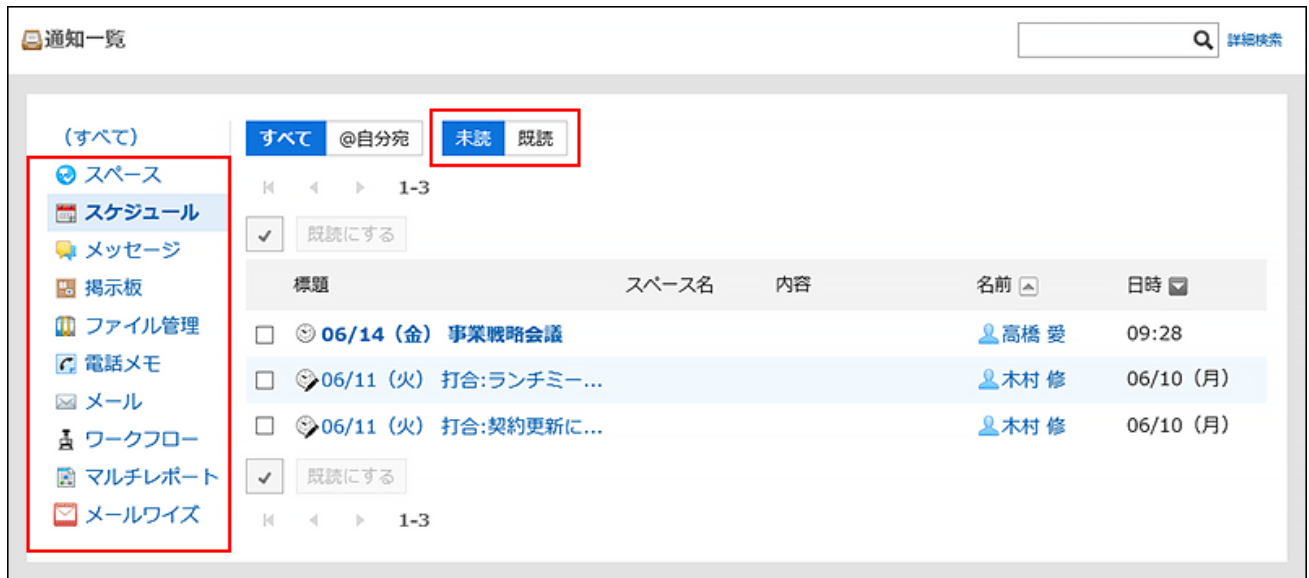 通知一覧
詳細検索
(すべて)
スペース
スケジュール
メッセージ
掲示板
ファイル管理
電話メモ
メール
ワークフロー
マルチレポート
メールワイズ
すべて @自分宛 未読 既読
1-3
既読にする
標題 スペース名 内容 名前 日時
06/14（金） 事業戦略会議 高橋 愛 09:28
06/11（火） 打合:ランチミー... 木村 修 06/10（月）
06/11（火） 打合:契約更新に... 木村 修 06/10（月）
既読にする
1-3